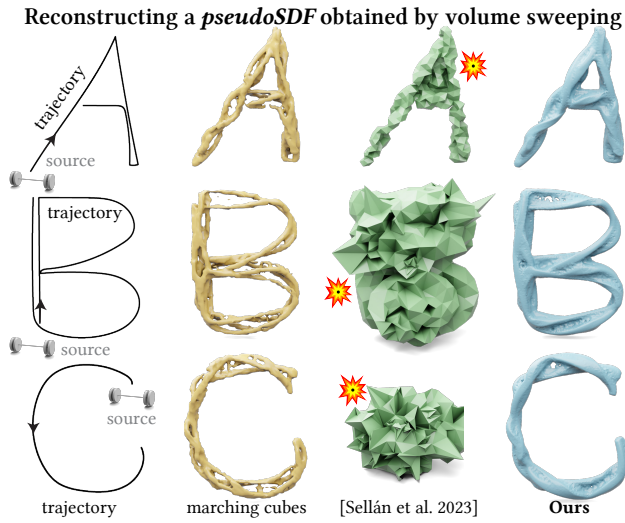 Reconstructing a pseudoSDF obtained by volume sweeping
trajectory
source
trajectory
source
source
trajectory
marching cubes
[Sellán et al. 2023]
Ours